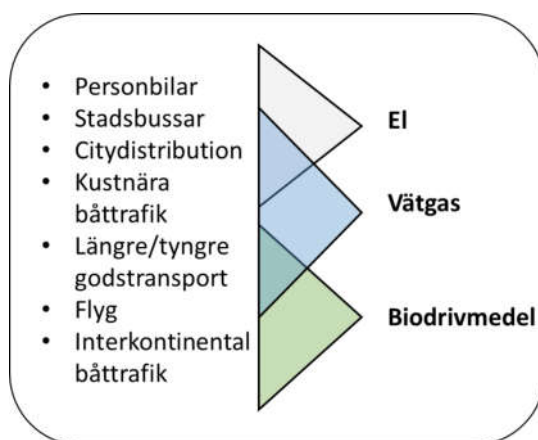 • Personbilar
• Stadsbussar
• Citydistribution
• Kustnära
båttrafik
• Längre/tyngre
godstransport
• Flyg
• Interkontinental
båttrafik
El
Vätgas
Biodrivmedel